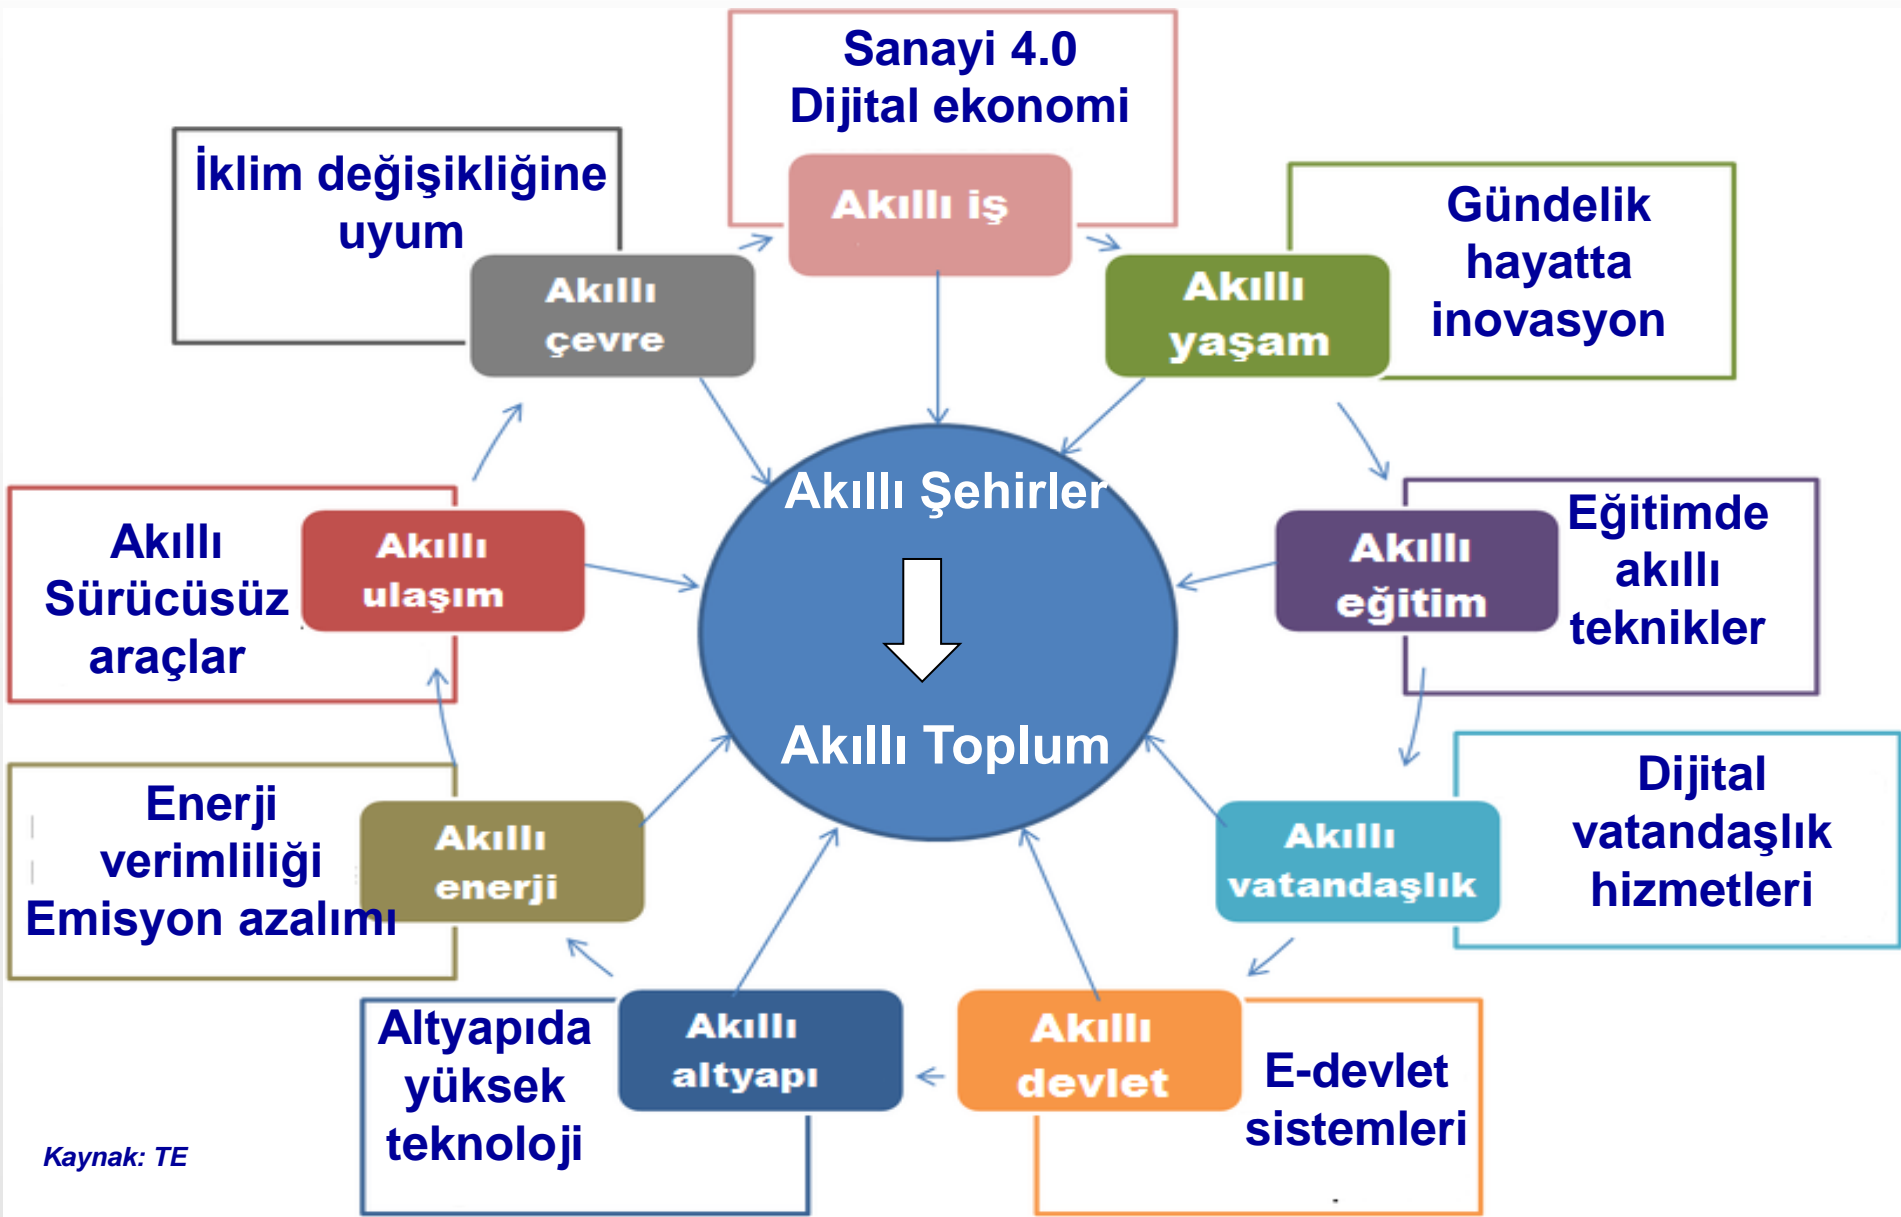 Sanayi 4.0
Dijital ekonomi
Akıllı iş
İklim değişikliğine
uyum
Akıllı
çevre
Gündelik
hayatta
inovasyon
Akıllı
yaşam
Akıllı Şehirler
Akıllı Toplum
Akıllı
Sürücüsüz
araçlar
Akıllı
ulaşım
Akıllı
eğitim
Eğitimde
akıllı
teknikler
Enerji
verimliliği
Emisyon azalımı
Akıllı
enerji
Akıllı
vatandaşlık
Dijital
vatandaşlık
hizmetleri
Altyapıda
yüksek
teknoloji
Akıllı
altyapı
Akıllı
devlet
E-devlet
sistemleri
Kaynak: TE